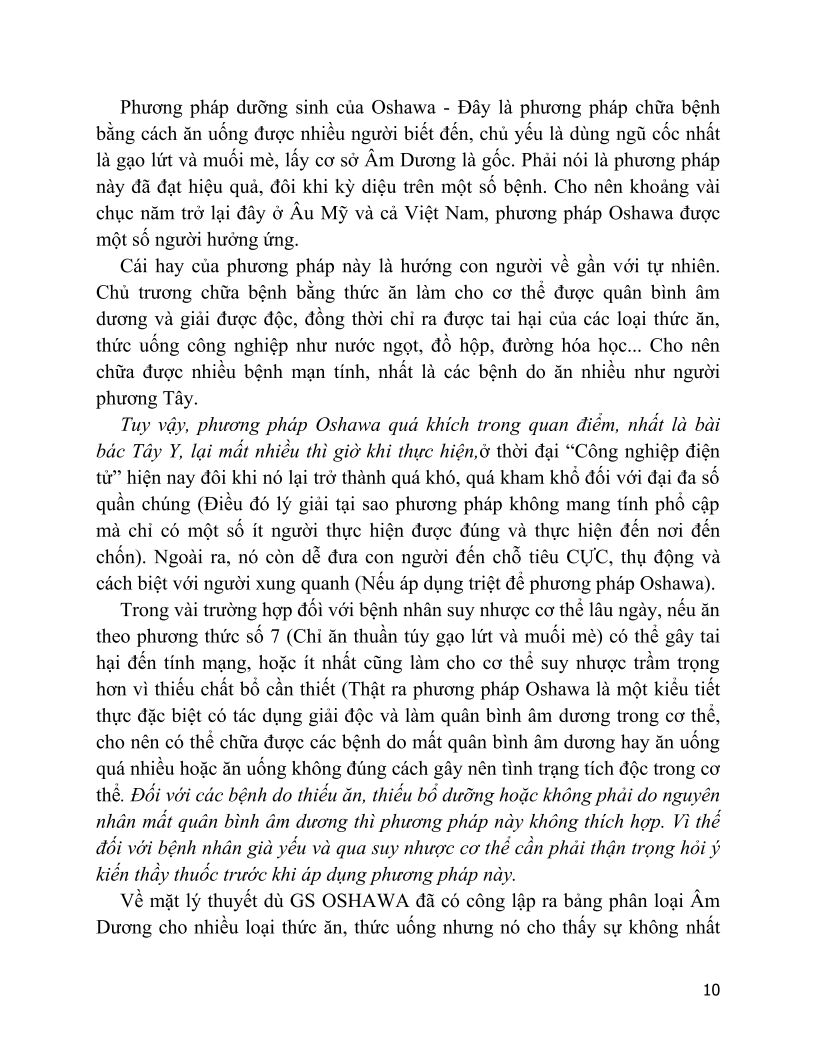 Phương pháp dưỡng sinh của Oshawa - Đây là phương pháp chữa bệnh
bằng cách ăn uống được nhiều người biết đến, chủ yếu là dùng ngũ cốc nhất
là gạo lứt và muối mè, lấy cơ sở Âm Dương là gốc. Phải nói là phương pháp
này đã đạt hiệu quả, đôi khi kỳ diệu trên một số bệnh. Cho nên khoảng vài
chục năm trở lại đây ở Âu Mỹ và cả Việt Nam, phương pháp Oshawa được
một số người hưởng ứng.
Cái hay của phương pháp này là hướng con người về gần với tự nhiên.
Chủ trương chữa bệnh bằng thức ăn làm cho cơ thể được quân bình âm
dương và giải được độc, đồng thời chỉ ra được tai hại của các loại thức ăn,
thức uống công nghiệp như nước ngọt, đồ hộp, đường hóa học... Cho nên
chữa được nhiều bệnh mạn tính, nhất là các bệnh do ăn nhiều như người
phương Tây.
Tuy vậy, phương pháp Oshawa quá khích trong quan điểm, nhất là bài
bác Tây Y, lại mất nhiều thì giờ khi thực hiện,ở thời đại “Công nghiệp điện
tử” hiện nay đôi khi nó lại trở thành quá khó, quá kham khổ đối với đại đa số
quần chúng (Điều đó lý giải tại sao phương pháp không mang tính phổ cập
mà chỉ có một số ít người thực hiện được đúng và thực hiện đến nơi đến
chốn). Ngoài ra, nó còn dễ đưa con người đến chỗ tiêu CỰC, thụ động và
cách biệt với người xung quanh (Nếu áp dụng triệt để phương pháp Oshawa).
Trong vài trường hợp đối với bệnh nhân suy nhược cơ thể lâu ngày, nếu ăn
theo phương thức số 7 (Chỉ ăn thuần túy gạo lứt và muối mè) có thể gây tai
hại đến tính mạng, hoặc ít nhất cũng làm cho cơ thể suy nhược trầm trọng
hơn vì thiếu chất bổ cần thiết (Thật ra phương pháp Oshawa là một kiểu tiết
thực đặc biệt có tác dụng giải độc và làm quân bình âm dương trong cơ thể,
cho nên có thể chữa được các bệnh do mất quân bình âm dương hay ăn uống
quá nhiều hoặc ăn uống không đúng cách gây nên tình trạng tích độc trong cơ
thể. Đối với các bệnh do thiếu ăn, thiếu bổ dưỡng hoặc không phải do nguyên
nhân mất quân bình âm dương thì phương pháp này không thích hợp. Vì thế
đối với bệnh nhân già yếu và qua suy nhược cơ thể cần phải thận trọng hỏi ý
kiến thầy thuốc trước khi áp dụng phương pháp này.
Về mặt lý thuyết dù GS OSHAWA đã có công lập ra bảng phân loại Âm
Dương cho nhiều loại thức ăn, thức uống nhưng nó cho thấy sự không nhất
10